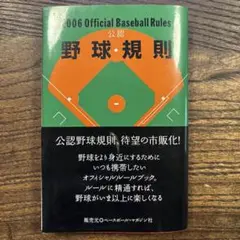 006 Official Baseball Rules
公認
野球・規則
公認野球規則、待望の市販化!
野球をより身近にするために
いつも携帯したい
オフィシャルルールブック。
ルールに精通すれば、
野球がいま以上に楽しくなる
発売元◎ベースボール・マガジン社